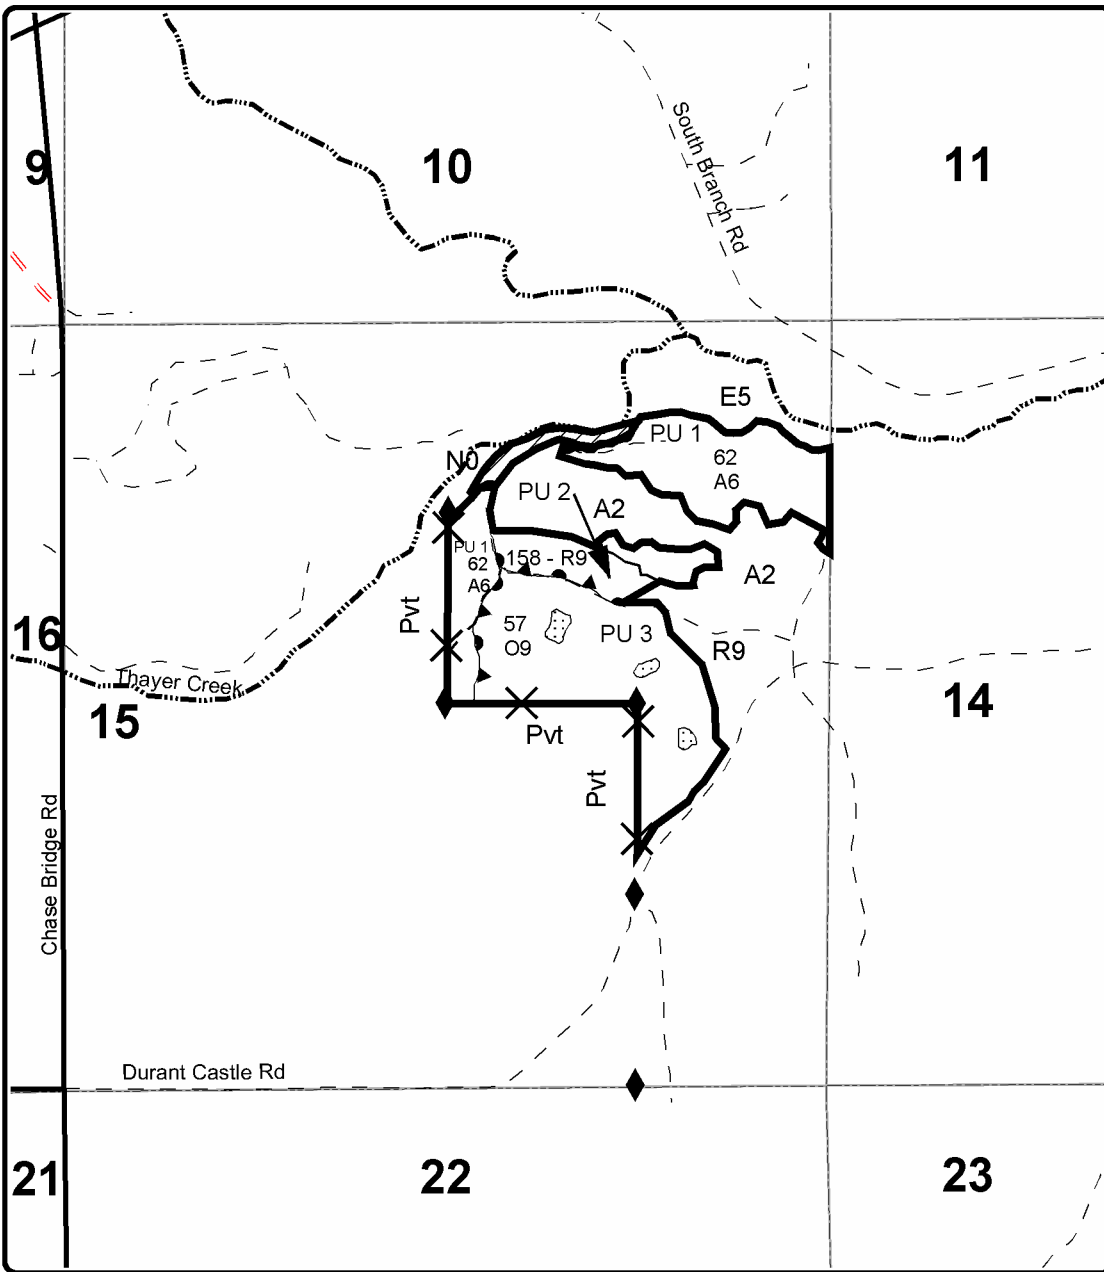 9
10
11
South Branch Rd
E5
PU 1
62
A6
N0
PU 2
A2
PU 1
62
A6
158 - R9
A2
Pvt
57
O9
PU 3
R9
16
Thayer Creek
15
14
Pvt
Pvt
Chase Bridge Rd
Durant Castle Rd
21
22
23